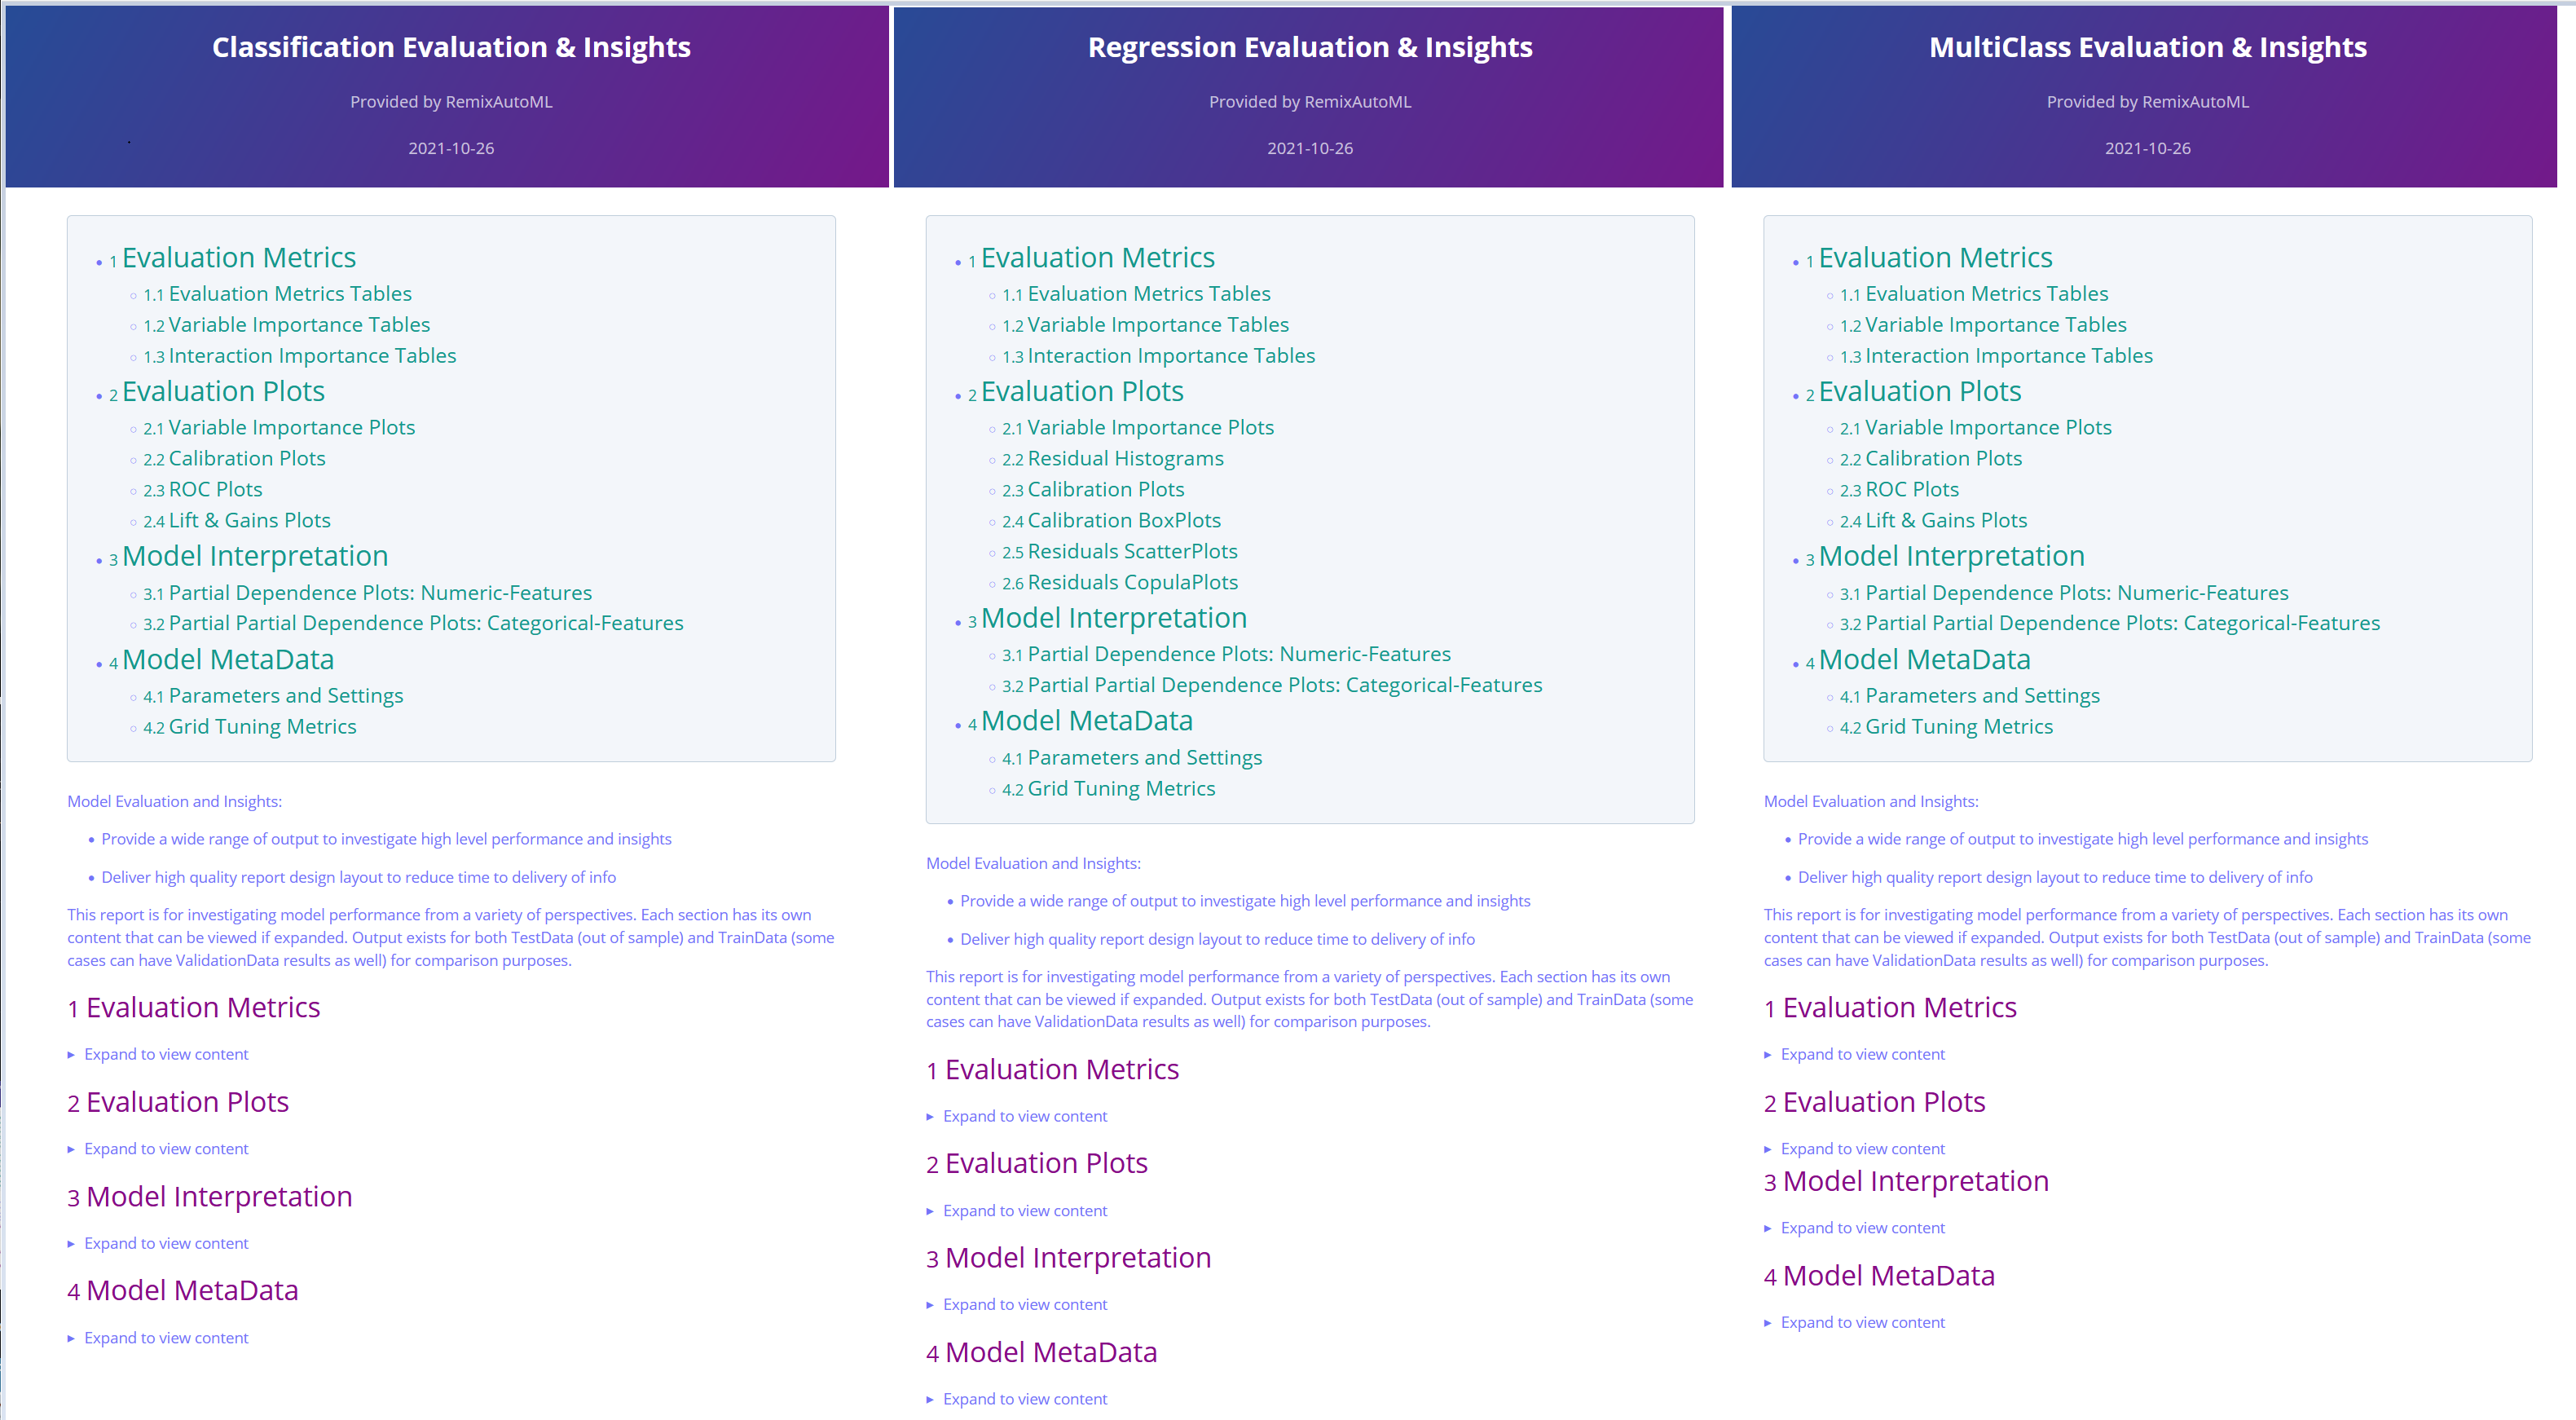 Classification Evaluation & Insights
Provided by RemixAutoML
2021-10-26
1 Evaluation Metrics
1.1 Evaluation Metrics Tables
1.2 Variable Importance Tables
1.3 Interaction Importance Tables
2 Evaluation Plots
2.1 Variable Importance Plots
2.2 Calibration Plots
2.3 ROC Plots
2.4 Lift & Gains Plots
3 Model Interpretation
3.1 Partial Dependence Plots: Numeric-Features
3.2 Partial Partial Dependence Plots: Categorical-Features
4 Model MetaData
4.1 Parameters and Settings
4.2 Grid Tuning Metrics
Model Evaluation and Insights:
• Provide a wide range of output to investigate high level performance and insights
• Deliver high quality report design layout to reduce time to delivery of info
This report is for investigating model performance from a variety of perspectives. Each section has its own
content that can be viewed if expanded. Output exists for both TestData (out of sample) and TrainData (some
cases can have ValidationData results as well) for comparison purposes.
1 Evaluation Metrics
Expand to view content
2 Evaluation Plots
Expand to view content
3 Model Interpretation
Expand to view content
4 Model MetaData
Expand to view content
Regression Evaluation & Insights
Provided by RemixAutoML
2021-10-26
1 Evaluation Metrics
1.1 Evaluation Metrics Tables
1.2 Variable Importance Tables
1.3 Interaction Importance Tables
2 Evaluation Plots
2.1 Variable Importance Plots
2.2 Residual Histograms
2.3 Calibration Plots
2.4 Calibration BoxPlots
2.5 Residuals ScatterPlots
2.6 Residuals CopulaPlots
3 Model Interpretation
3.1 Partial Dependence Plots: Numeric-Features
3.2 Partial Partial Dependence Plots: Categorical-Features
4 Model MetaData
4.1 Parameters and Settings
4.2 Grid Tuning Metrics
Model Evaluation and Insights:
• Provide a wide range of output to investigate high level performance and insights
• Deliver high quality report design layout to reduce time to delivery of info
This report is for investigating model performance from a variety of perspectives. Each section has its own
content that can be viewed if expanded. Output exists for both TestData (out of sample) and TrainData (some
cases can have ValidationData results as well) for comparison purposes.
1 Evaluation Metrics
Expand to view content
2 Evaluation Plots
Expand to view content
3 Model Interpretation
Expand to view content
4 Model MetaData
Expand to view content
MultiClass Evaluation & Insights
Provided by RemixAutoML
2021-10-26
1 Evaluation Metrics
1.1 Evaluation Metrics Tables
1.2 Variable Importance Tables
1.3 Interaction Importance Tables
2 Evaluation Plots
2.1 Variable Importance Plots
2.2 Calibration Plots
2.3 ROC Plots
2.4 Lift & Gains Plots
3 Model Interpretation
3.1 Partial Dependence Plots: Numeric-Features
3.2 Partial Partial Dependence Plots: Categorical-Features
4 Model MetaData
4.1 Parameters and Settings
4.2 Grid Tuning Metrics
Model Evaluation and Insights:
• Provide a wide range of output to investigate high level performance and insights
• Deliver high quality report design layout to reduce time to delivery of info
This report is for investigating model performance from a variety of perspectives. Each section has its own
content that can be viewed if expanded. Output exists for both TestData (out of sample) and TrainData (some
cases can have ValidationData results as well) for comparison purposes.
1 Evaluation Metrics
Expand to view content
2 Evaluation Plots
Expand to view content
3 Model Interpretation
Expand to view content
4 Model MetaData
Expand to view content